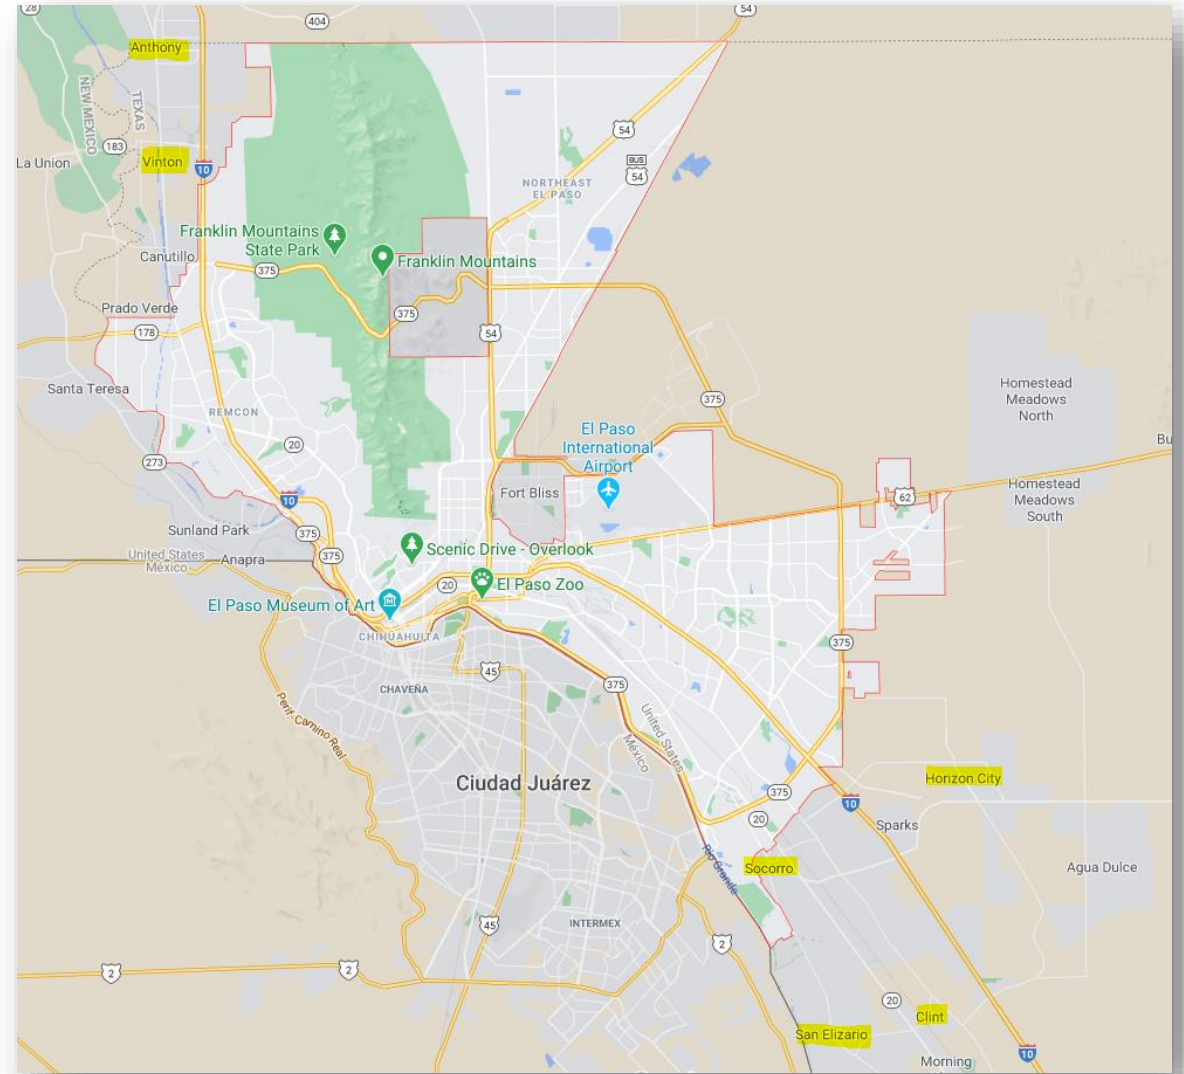 28
54
404
Anthony
NEW MEXICO
TEXAS
54
183
La Union
Vinton
10
BUS
54
NORTHEAST
EL PASO
Franklin Mountains
State Park
Canutillo
375
Franklin Mountains
Prado Verde
375
178
54
Santa Teresa
Homestead
Meadows
North
REMCON
375
20
El Paso
International
Airport
Bu
273
10
Fort Bliss
62
Homestead
Meadows
South
Sunland Park
375
United States
México
Anapra
375
Scenic Drive - Overlook
20
El Paso Zoo
El Paso Museum of Art
CHIHUAHUITA
375
45
CHAVEÑA
375
Perif. Camino Real
United States
México
Ciudad Juárez
Horizon City
375
10
20
Sparks
Rio Grande
Socorro
Agua Dulce
45
INTERMEX
2
2
2
20
Clint
San Elizario
10
Morning